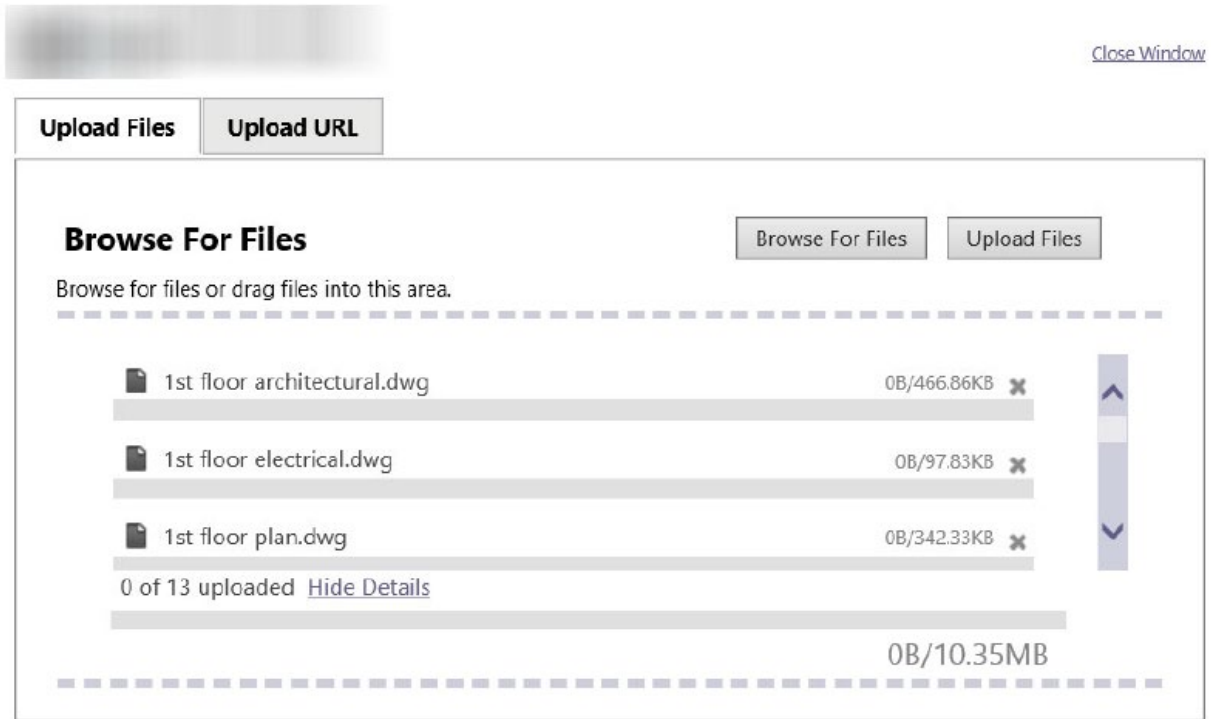 Close Window
Upload Files Upload URL
Browse For Files Browse For Files Upload Files
Browse for files or drag files into this area.
1st floor architectural.dwg 0B/466.86KB
1st floor electrical.dwg 0B/97.83KB
1st floor plan.dwg 0B/342.33KB
0 of 13 uploaded Hide Details
0B/10.35MB